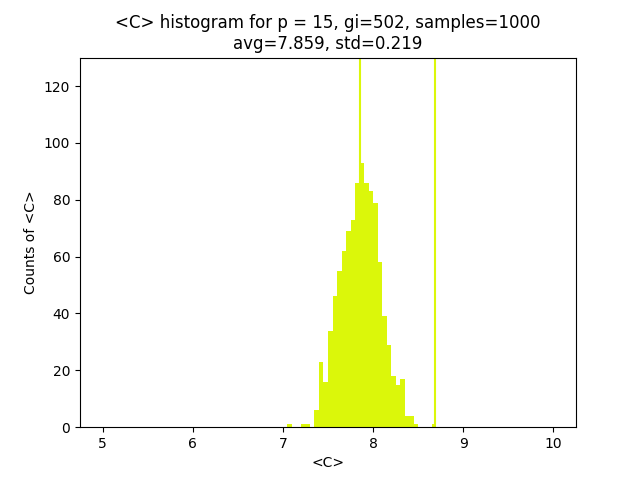 <C> histogram for p = 15, gi=502, samples=1000
avg=7.859, std=0.219
120
100
80
60
40
20
0
Counts of <C>
5 6 7 8 9 10
<C>